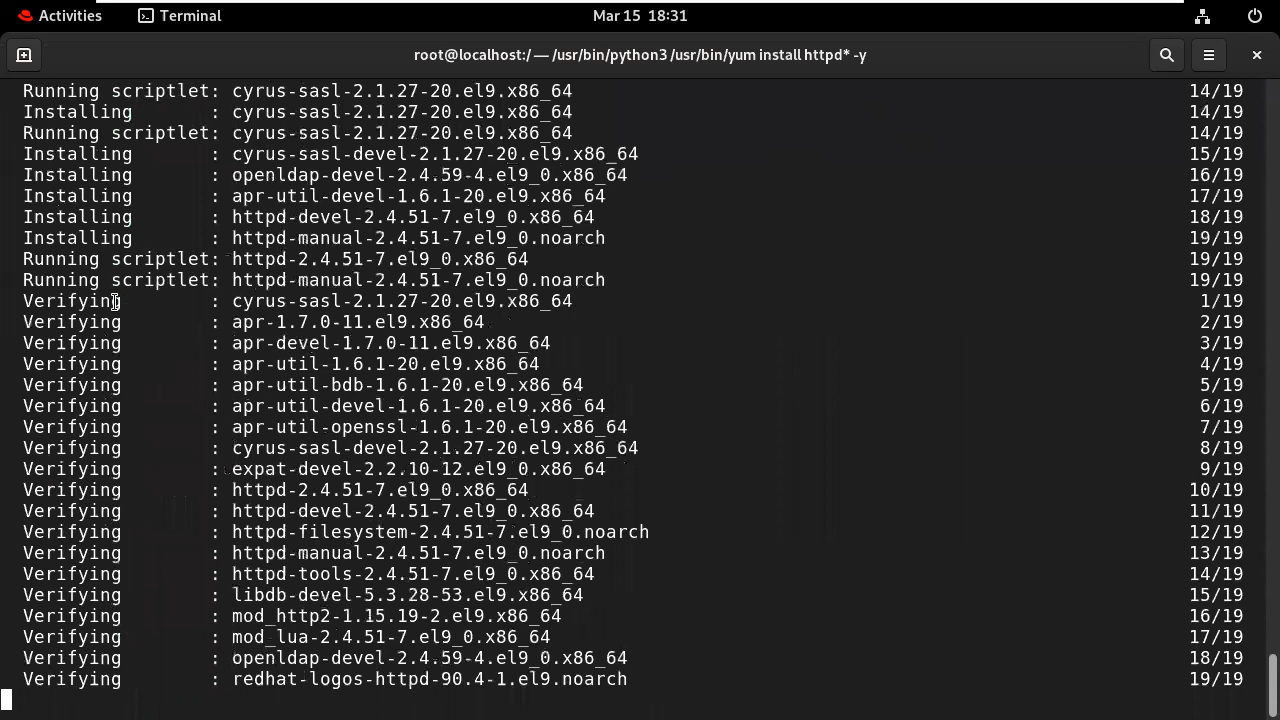 Activities Terminal Mar 15 18:31
root@localhost:/ — /usr/bin/python3 /usr/bin/yum install httpd* -y
Running scriptlet: cyrus-sasl-2.1.27-20.el9.x86_64 14/19
Installing : cyrus-sasl-2.1.27-20.el9.x86_64 14/19
Running scriptlet: cyrus-sasl-2.1.27-20.el9.x86_64 14/19
Installing : cyrus-sasl-devel-2.1.27-20.el9.x86_64 15/19
Installing : openldap-devel-2.4.59-4.el9_0.x86_64 16/19
Installing : apr-util-devel-1.6.1-20.el9.x86_64 17/19
Installing : httpd-devel-2.4.51-7.el9_0.x86_64 18/19
Installing : httpd-manual-2.4.51-7.el9_0.noarch 19/19
Running scriptlet: httpd-2.4.51-7.el9_0.x86_64 19/19
Running scriptlet: httpd-manual-2.4.51-7.el9_0.noarch 19/19
Verifying : cyrus-sasl-2.1.27-20.el9.x86_64 1/19
Verifying : apr-1.7.0-11.el9.x86_64 2/19
Verifying : apr-devel-1.7.0-11.el9.x86_64 3/19
Verifying : apr-util-1.6.1-20.el9.x86_64 4/19
Verifying : apr-util-bdb-1.6.1-20.el9.x86_64 5/19
Verifying : apr-util-devel-1.6.1-20.el9.x86_64 6/19
Verifying : apr-util-openssl-1.6.1-20.el9.x86_64 7/19
Verifying : cyrus-sasl-devel-2.1.27-20.el9.x86_64 8/19
Verifying : expat-devel-2.2.10-12.el9_0.x86_64 9/19
Verifying : httpd-2.4.51-7.el9_0.x86_64 10/19
Verifying : httpd-devel-2.4.51-7.el9_0.x86_64 11/19
Verifying : httpd-filesystem-2.4.51-7.el9_0.noarch 12/19
Verifying : httpd-manual-2.4.51-7.el9_0.noarch 13/19
Verifying : httpd-tools-2.4.51-7.el9_0.x86_64 14/19
Verifying : libdb-devel-5.3.28-53.el9.x86_64 15/19
Verifying : mod_http2-1.15.19-2.el9.x86_64 16/19
Verifying : mod_lua-2.4.51-7.el9_0.x86_64 17/19
Verifying : openldap-devel-2.4.59-4.el9_0.x86_64 18/19
Verifying : redhat-logos-httpd-90.4-1.el9.noarch 19/19